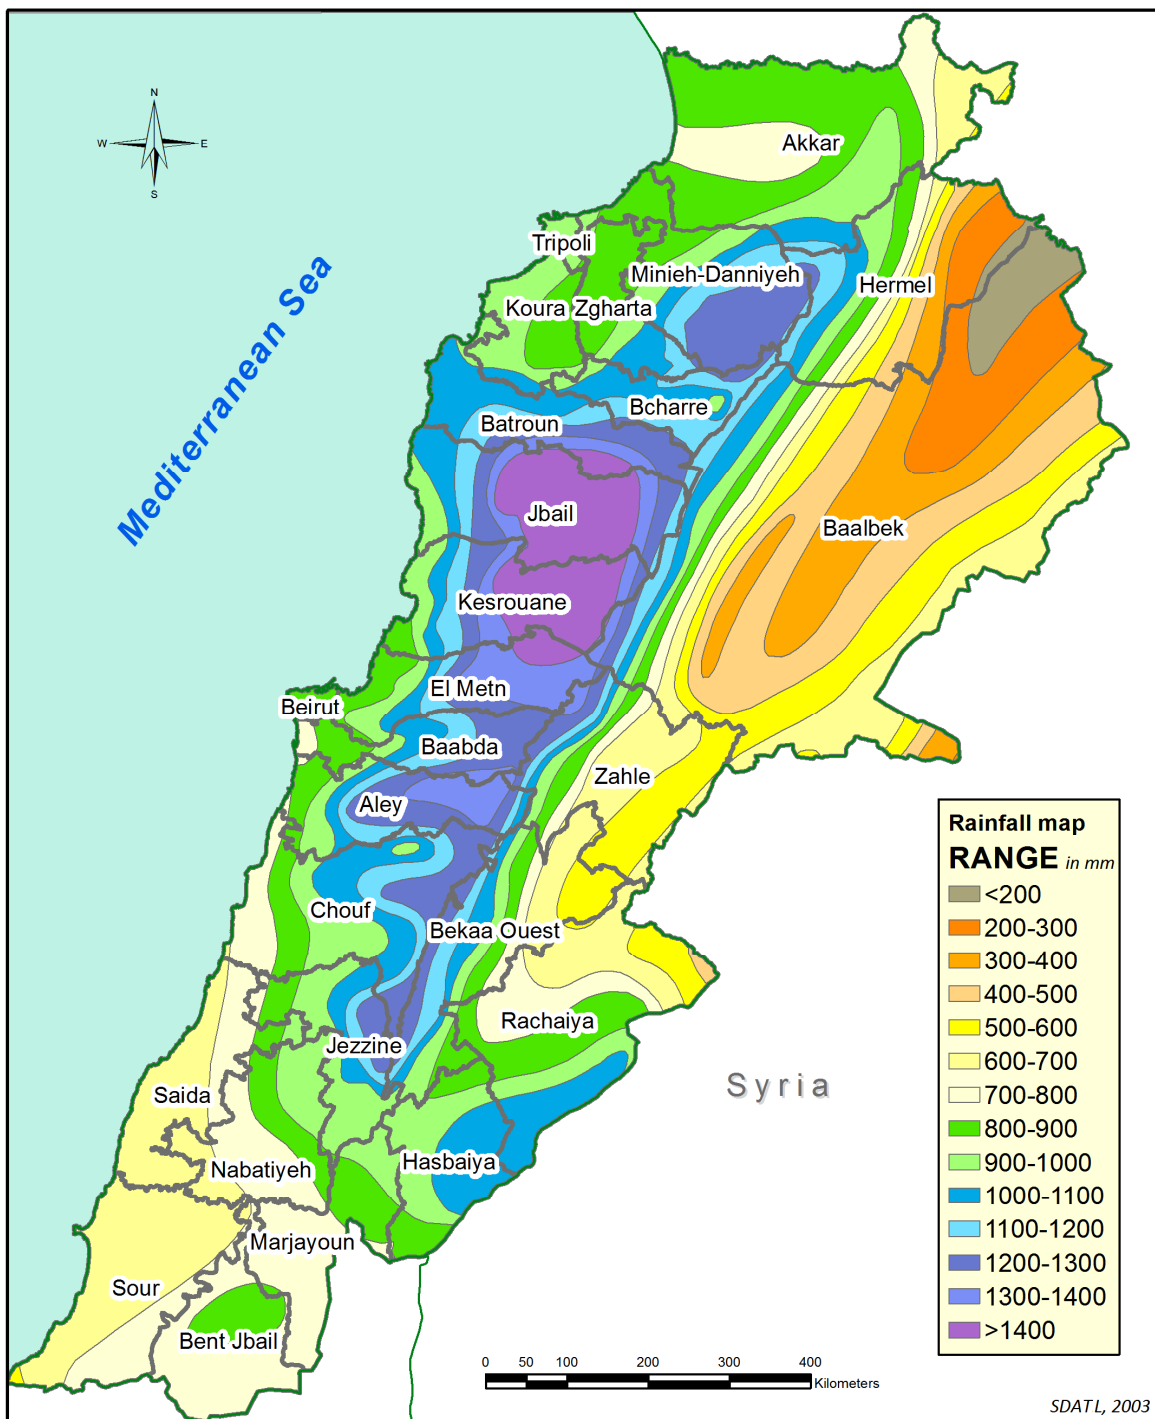 N
W E
S
Mediterranean Sea
Akkar
Tripoli
Minieh-Danniyeh
Hermel
Koura Zgharta
Bcharre
Batroun
Jbail
Baalbek
Kesrouane
El Metn
Beirut
Baabda
Zahle
Aley
Chouf
Bekaa Ouest
Rachaiya
Jezzine
Syria
Saida
Hasbaiya
Nabatiyeh
Marjayoun
Sour
Bent Jbail
Rainfall map
RANGE in mm
<200
200-300
300-400
400-500
500-600
600-700
700-800
800-900
900-1000
1000-1100
1100-1200
1200-1300
1300-1400
>1400
0 50 100 200 300 400
Kilometers
SDATL, 2003